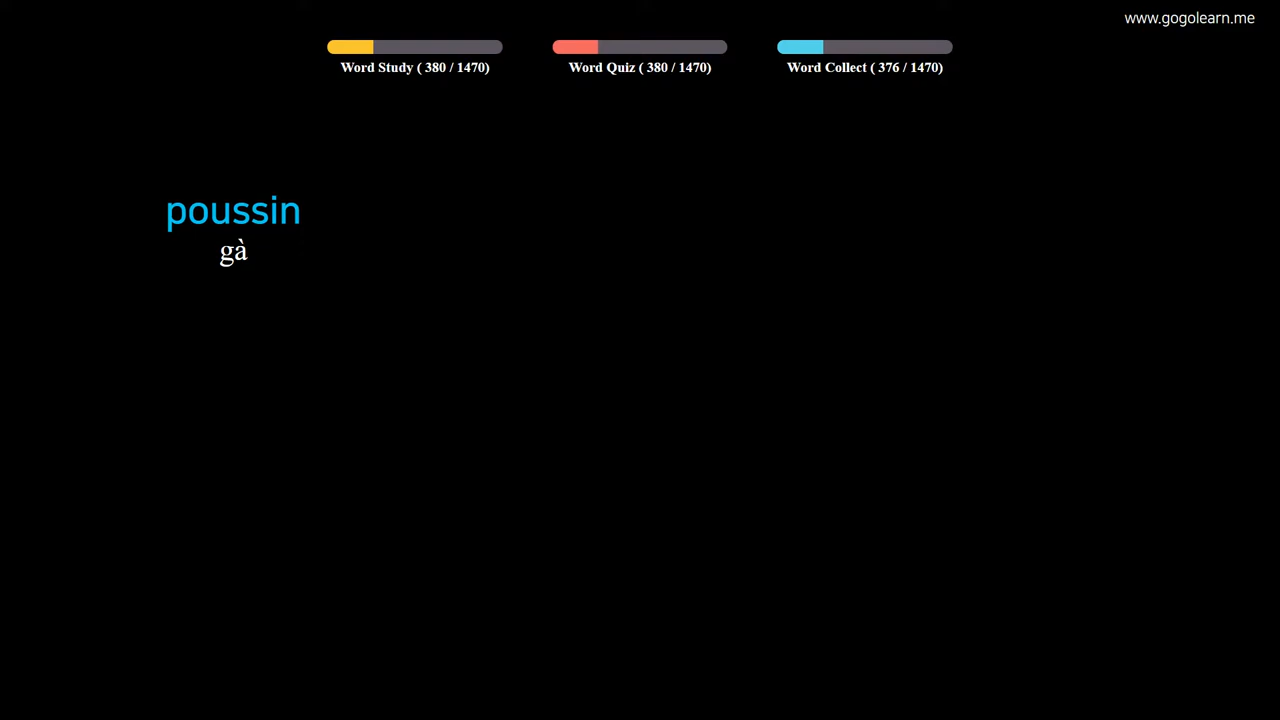 www.gogolearn.me
Word Study ( 380 / 1470)
Word Quiz ( 380 / 1470)
Word Collect ( 376 / 1470)
poussin
gà